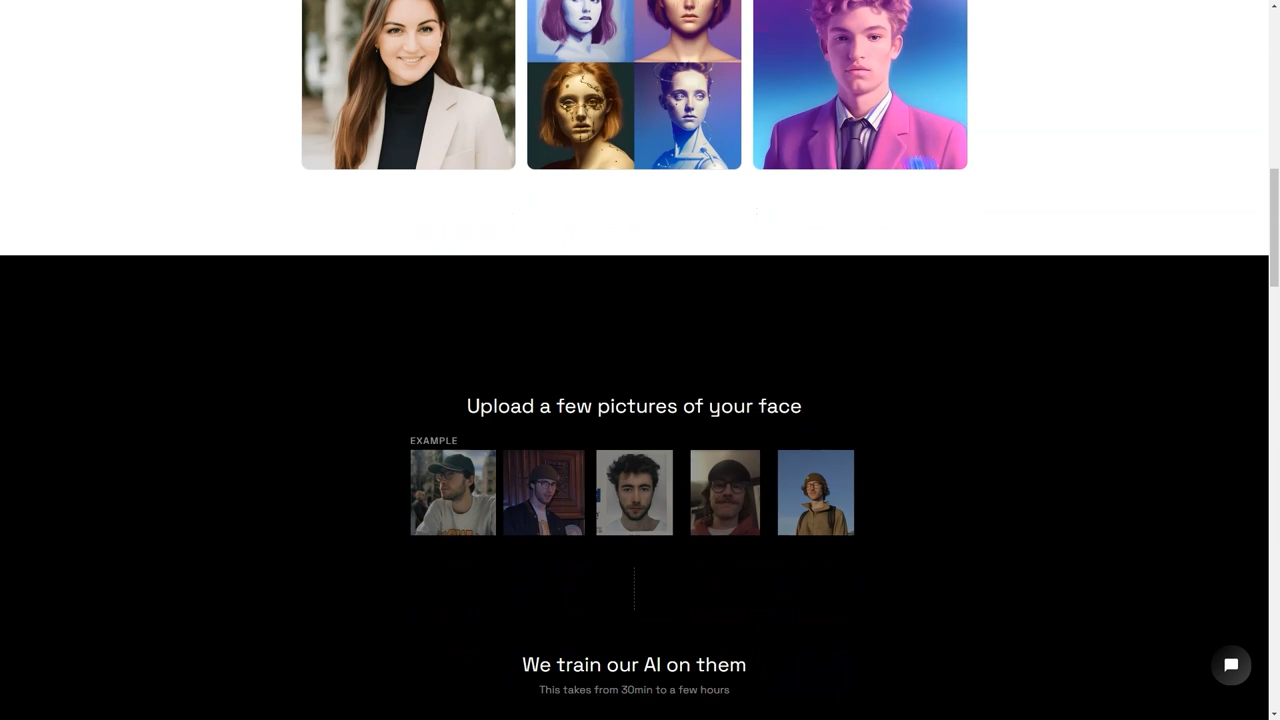 Upload a few pictures of your face
EXAMPLE
We train our AI on them
This takes from 30min to a few hours